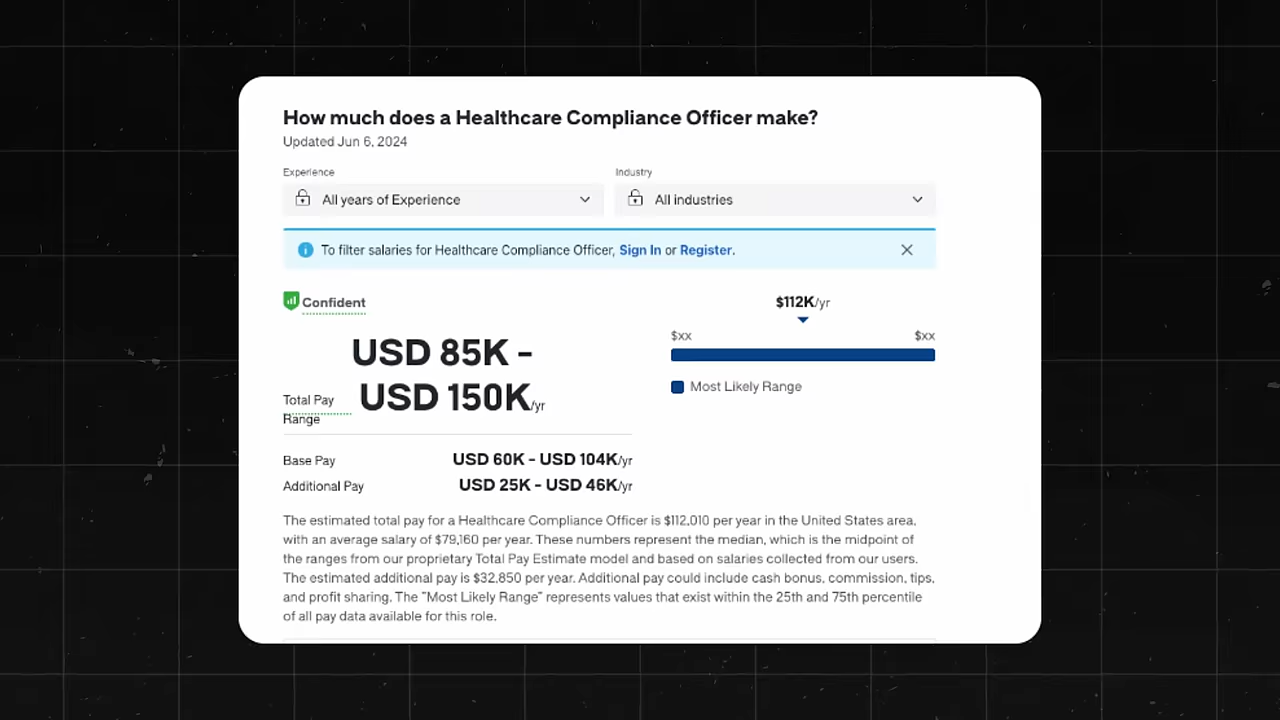 How much does a Healthcare Compliance Officer make?
Updated Jun 6, 2024
Experience
Industry
All years of Experience
All industries
To filter salaries for Healthcare Compliance Officer, Sign In or Register.
Confident
$112K/yr
$xx
$xx
Most Likely Range
USD 85K -
USD 150K/yr
Total Pay
Range
Base Pay
USD 60K - USD 104K/yr
Additional Pay
USD 25K - USD 46K/yr
The estimated total pay for a Healthcare Compliance Officer is $112,010 per year in the United States area,
with an average salary of $79,160 per year. These numbers represent the median, which is the midpoint of
the ranges from our proprietary Total Pay Estimate model and based on salaries collected from our users.
The estimated additional pay is $32,850 per year. Additional pay could include cash bonus, commission, tips,
and profit sharing. The "Most Likely Range" represents values that exist within the 25th and 75th percentile
of all pay data available for this role.